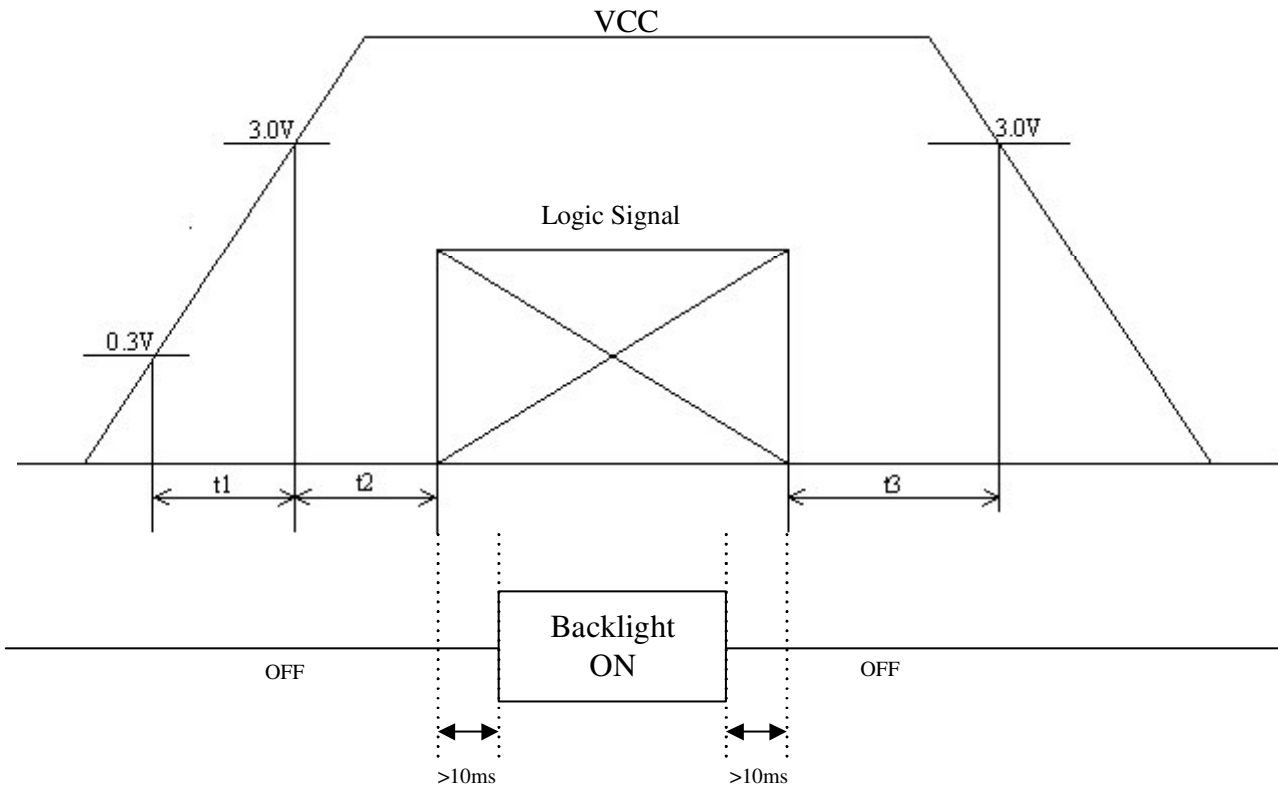 VCC
3.0V
3.0V
Logic Signal
0.3V
t1
t2
t3
Backlight
ON
OFF
OFF
>10ms
>10ms